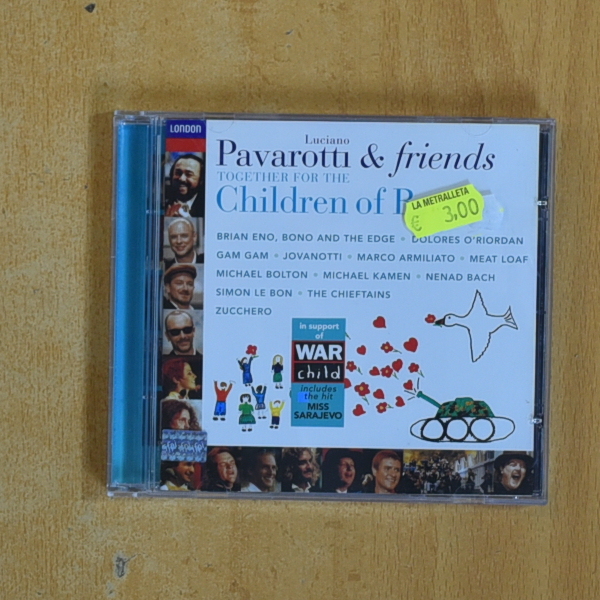 LONDON
Luciano
Pavarotti & friends
TOGETHER FOR THE
Children of B
LA METRALLETA
€ 3,00
BRIAN ENO, BONO AND THE EDGE • DOLORES O'RIORDAN
GAM GAM • JOVANOTTI • MARCO ARMILIATO • MEAT LOAF
MICHAEL BOLTON • MICHAEL KAMEN • NENAD BACH
SIMON LE BON • THE CHIEFTAINS
ZUCCHERO
in support
of
WAR
child
includes
the hit
MISS
SARAJEVO